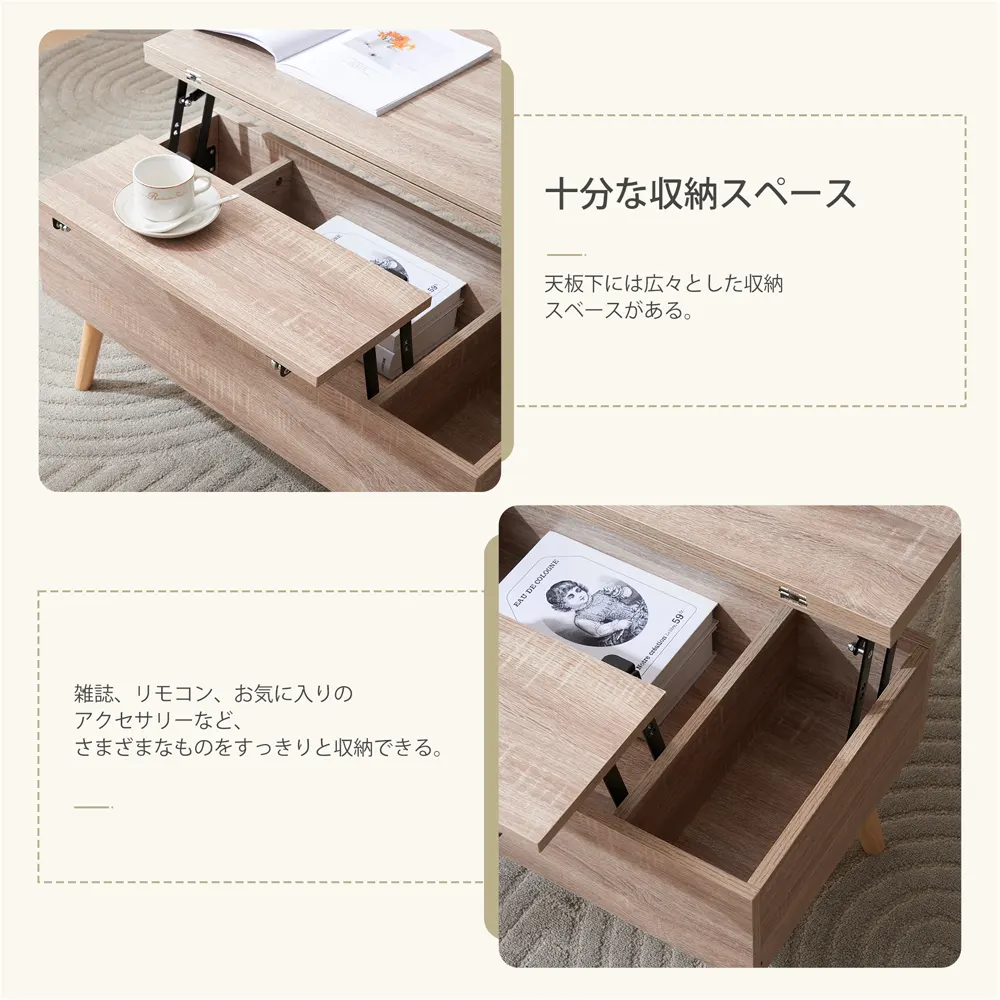 十分な収納スペース
天板下には広々とした収納
スペースがある。
雑誌、リモコン、お気に入りの
アクセサリーなど、
さまざまなものをすっきりと収納できる。
EAU DE COLOGNE
Notre création
59